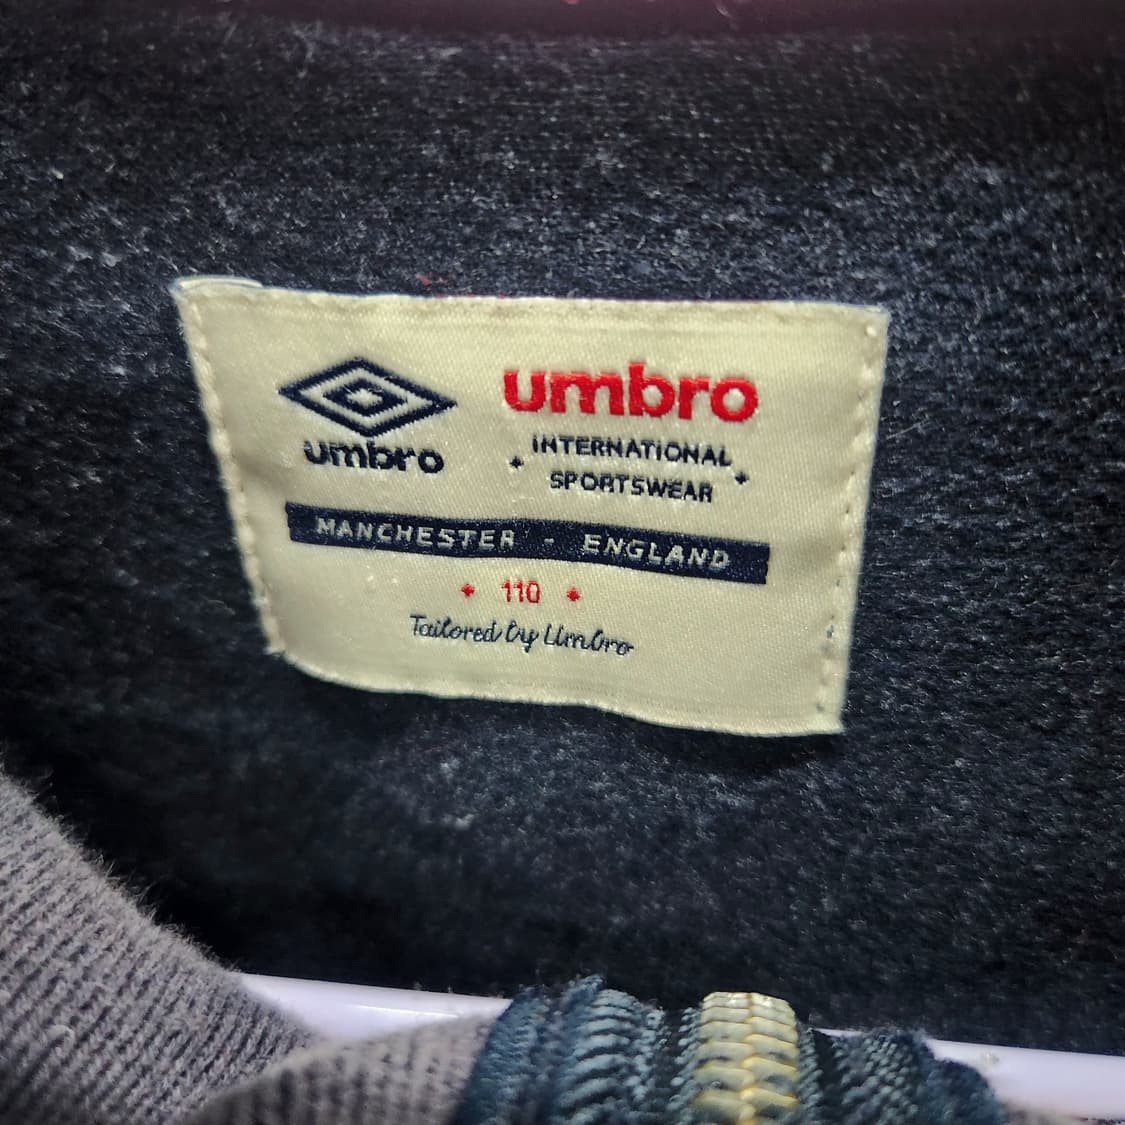 umbro
umbro
INTERNATIONAL
SPORTSWEAR
MANCHESTER - ENGLAND
110
Tailored by Umbro